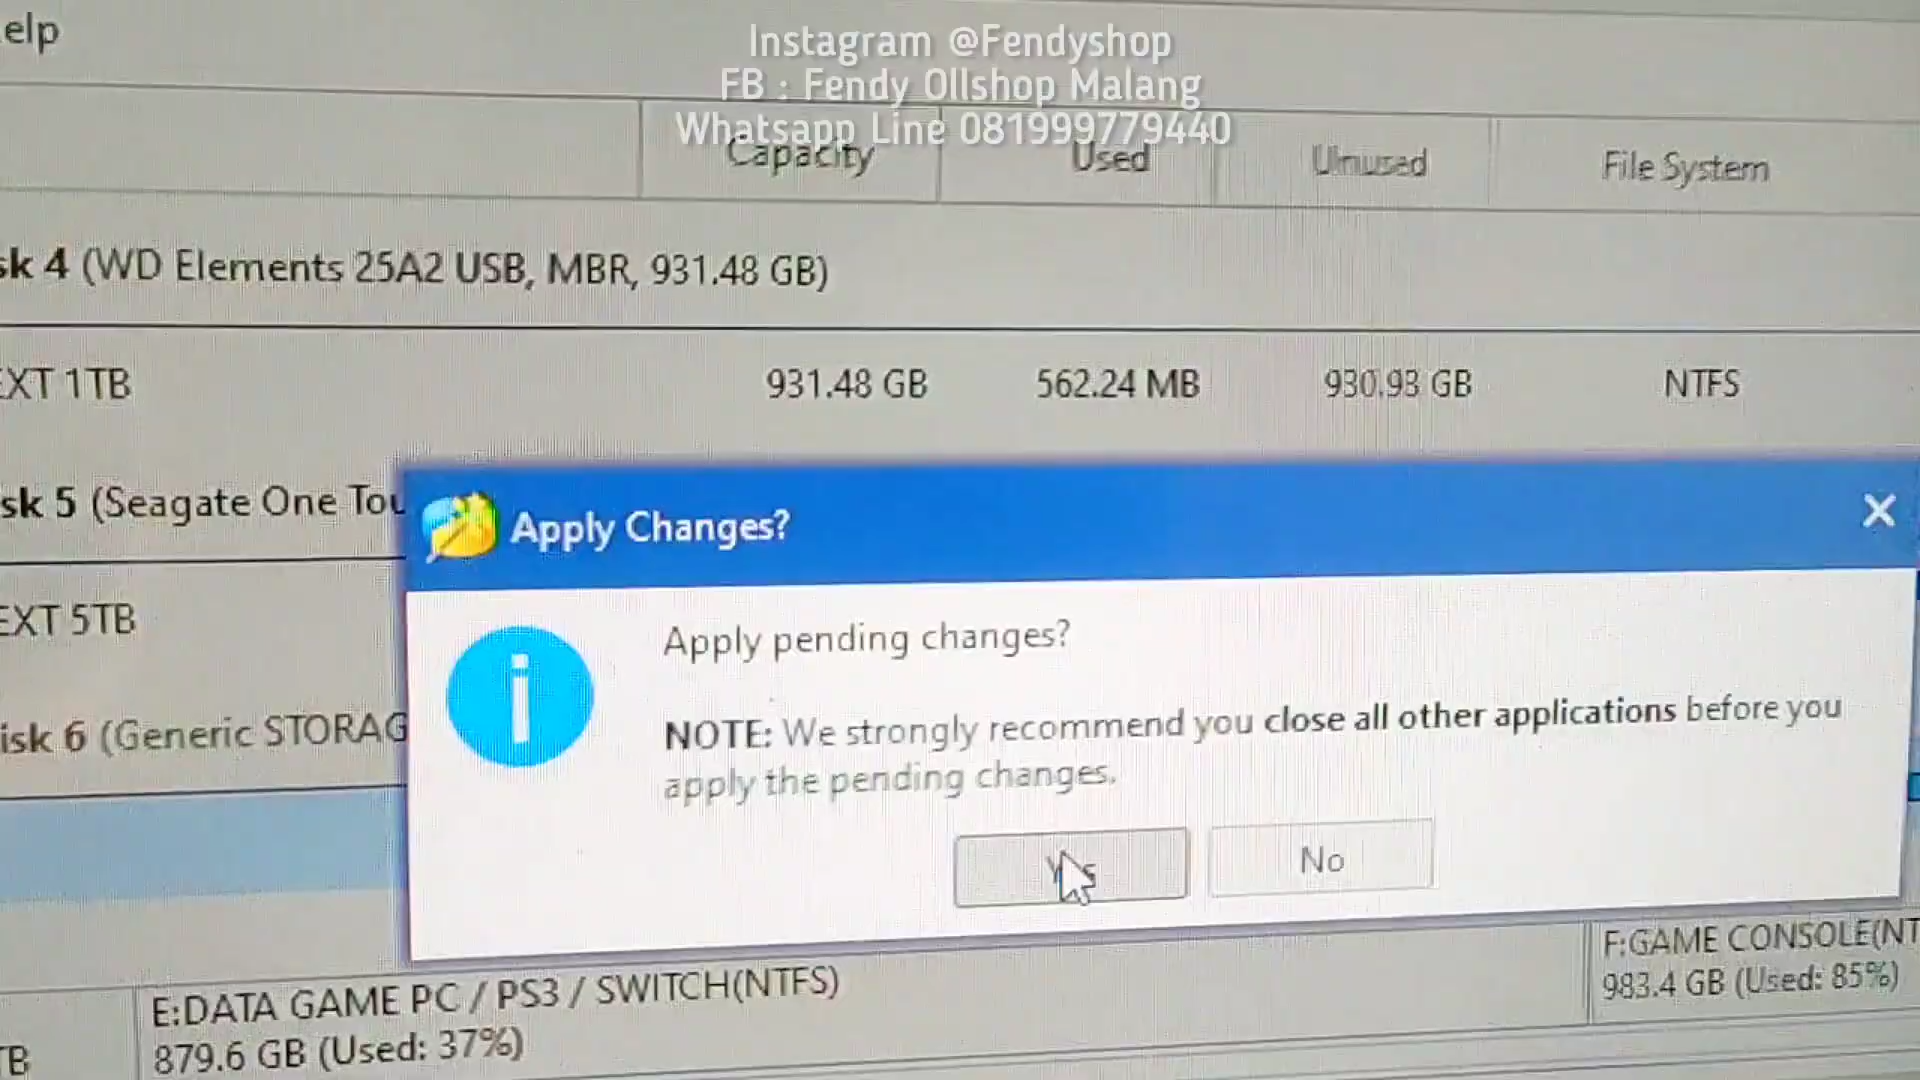 elp
Instagram @Fendyshop
FB : Fendy Ollshop Malang
Whatsapp Line 081999779440
Capacity Used Unused File System
sk 4 (WD Elements 25A2 USB, MBR, 931.48 GB)
EXT 1TB 931.48 GB 562.24 MB 930.93 GB NTFS
sk 5 (Seagate One Tou
Apply Changes?
EXT 5TB
Apply pending changes?
isk 6 (Generic STORAG
NOTE: We strongly recommend you close all other applications before you
apply the pending changes.
Yes No
E:DATA GAME PC / PS3 / SWITCH(NTFS)
879.6 GB (Used: 37%)
F:GAME CONSOLE(NT
983.4 GB (Used: 85%)
TB